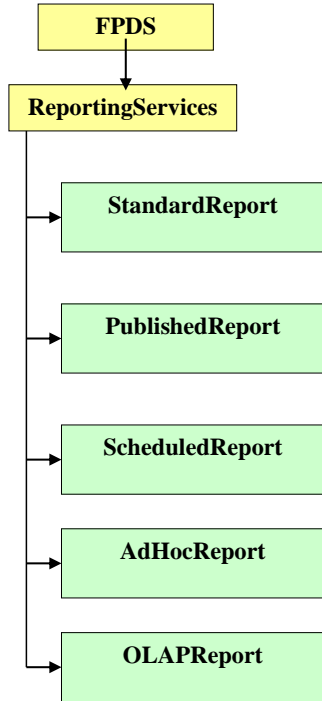 FPDS
ReportingServices
StandardReport
PublishedReport
ScheduledReport
AdHocReport
OLAPReport